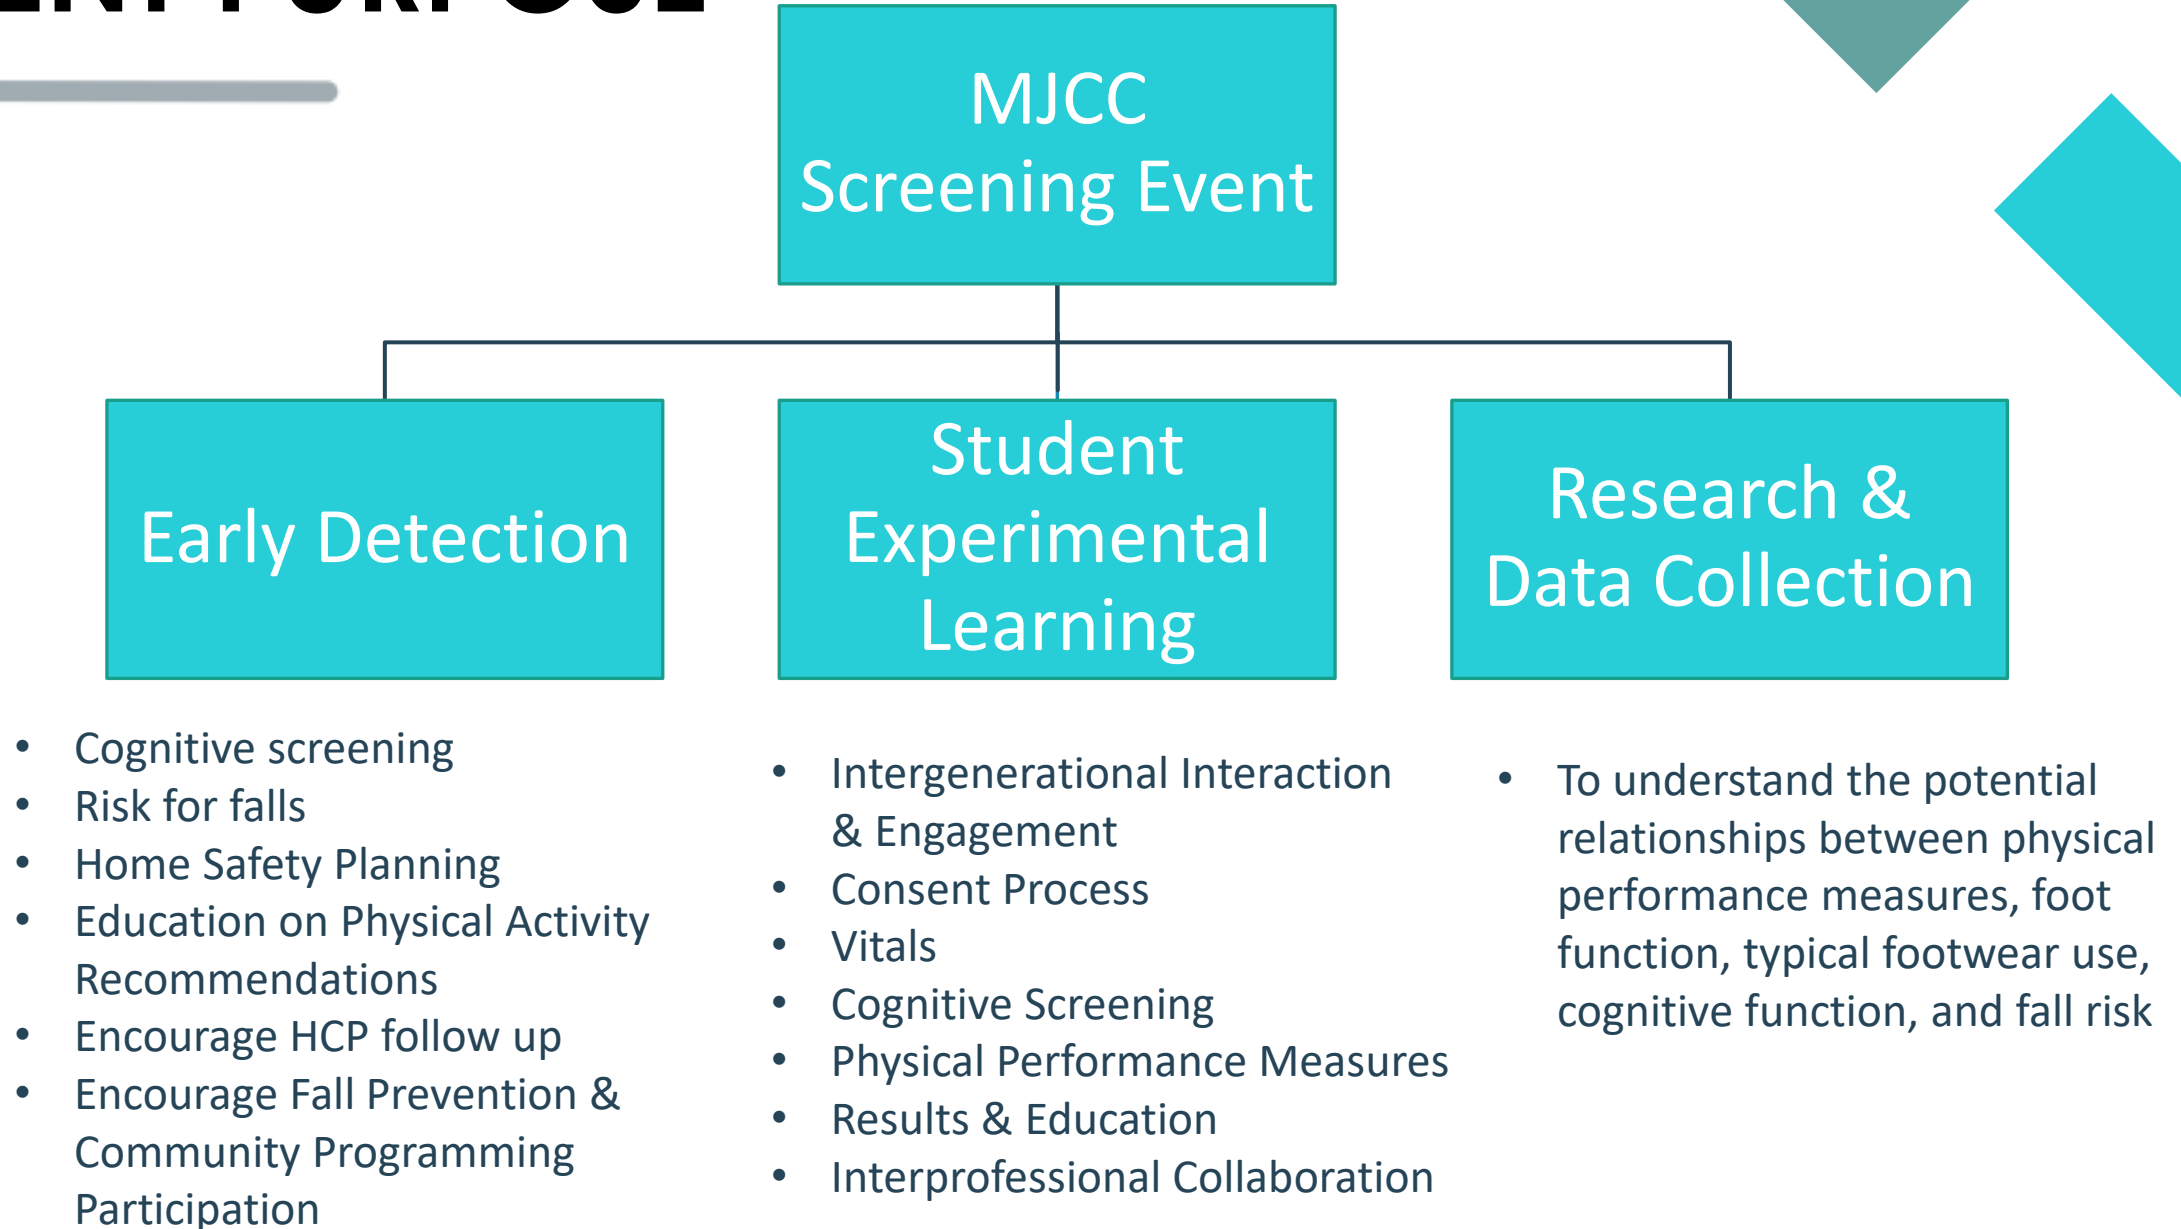 ENT PURPOSE
MJCC
Screening Event
Early Detection
Student
Experimental
Learning
Research &
Data Collection
• Cognitive screening
• Risk for falls
• Home Safety Planning
• Education on Physical Activity
Recommendations
• Encourage HCP follow up
• Encourage Fall Prevention &
Community Programming
Participation
• Intergenerational Interaction
& Engagement
• Consent Process
• Vitals
• Cognitive Screening
• Physical Performance Measures
• Results & Education
• Interprofessional Collaboration
• To understand the potential
relationships between physical
performance measures, foot
function, typical footwear use,
cognitive function, and fall risk